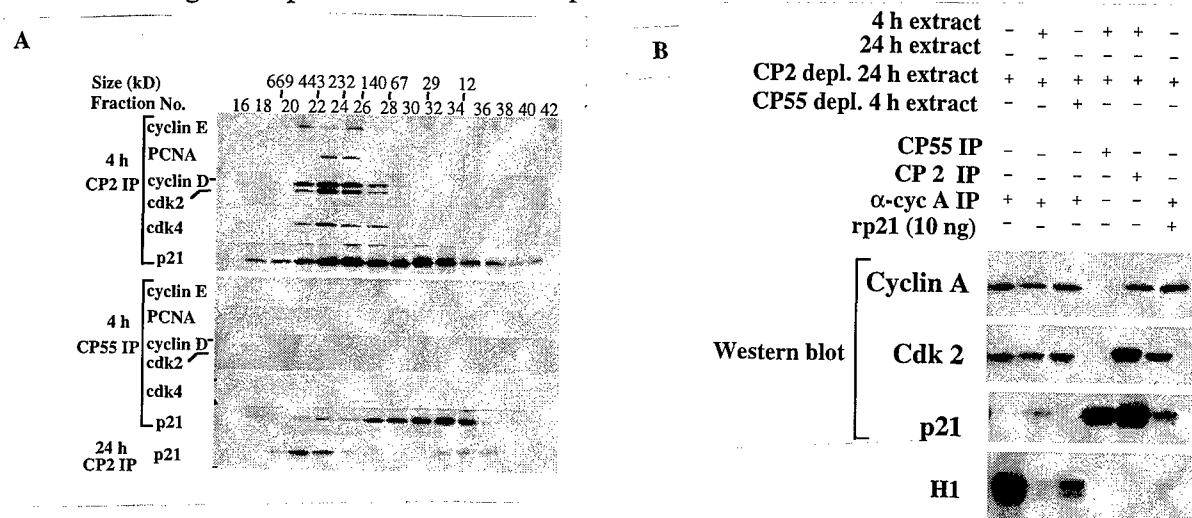 A
Size (kD) 669 443 232 140 67 29 12
Fraction No. 16 18 20 22 24 26 28 30 32 34 36 38 40 42
4 h
CP2 IP
cyclin E
PCNA
cyclin D
cdk2
cdk4
p21
4 h
CP55 IP
cyclin E
PCNA
cyclin D
cdk2
cdk4
p21
24 h
CP2 IP
p21
B
4 h extract - + - + + -
24 h extract - - - - - -
CP2 depl. 24 h extract + + + + + +
CP55 depl. 4 h extract - - + - - -
CP55 IP - - - + - -
CP 2 IP - - - - + -
α-cyc A IP + + + - - +
rp21 (10 ng) - - - - - +
Western blot
Cyclin A
Cdk 2
p21
H1